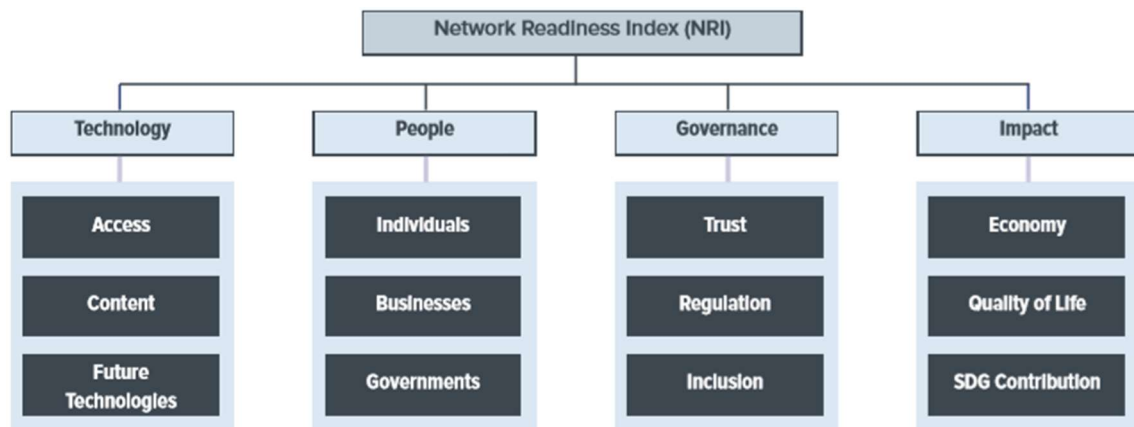 Network Readiness Index (NRI)
Technology
People
Governance
Impact
Access
Individuals
Trust
Economy
Content
Businesses
Regulation
Quality of Life
Future
Technologies
Governments
Inclusion
SDG Contribution